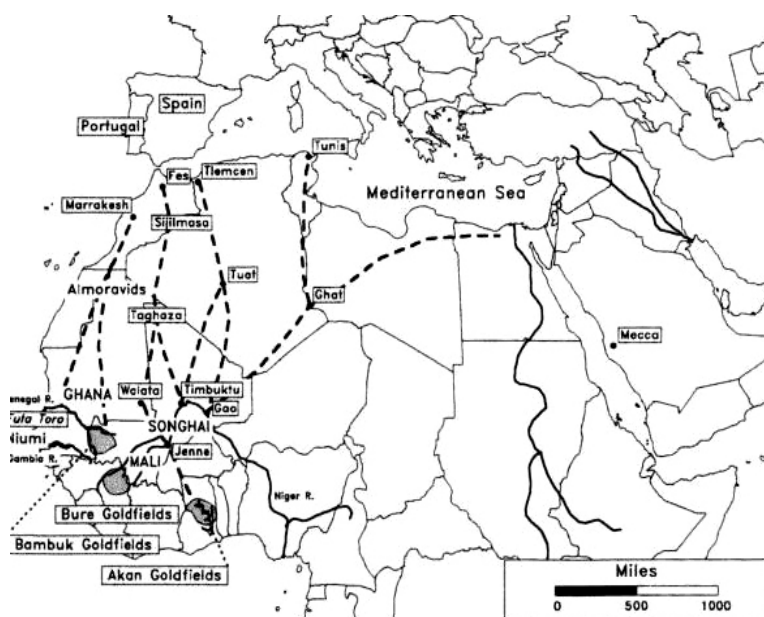 Spain
Portugal
Tunis
Fes
Tlemcen
Mediterranean Sea
Marrakesh
Sijilmasa
Almoravids
Tuat
Ghat
Taghaza
Mecca
GHANA
Walata
Timbuktu
enegal R.
Gao
Futa Toro
SONGHAI
Niumi
Gambia R.
MALI
Jenne
Niger R.
Bure Goldfields
Bambuk Goldfields
Akan Goldfields
Miles
0 500 1000